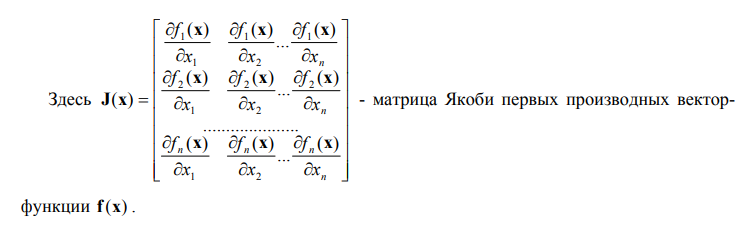 ∂f₁(x) ∂f₁(x) ... ∂f₁(x)
∂x₁ ∂x₂ ∂xₙ
∂f₂(x) ∂f₂(x) ... ∂f₂(x)
Здесь J(x) = - матрица Якоби первых производных вектор-
∂x₁ ∂x₂ ∂xₙ
.....................
∂fₙ(x) ∂fₙ(x) ... ∂fₙ(x)
∂x₁ ∂x₂ ∂xₙ
функции f(x) .